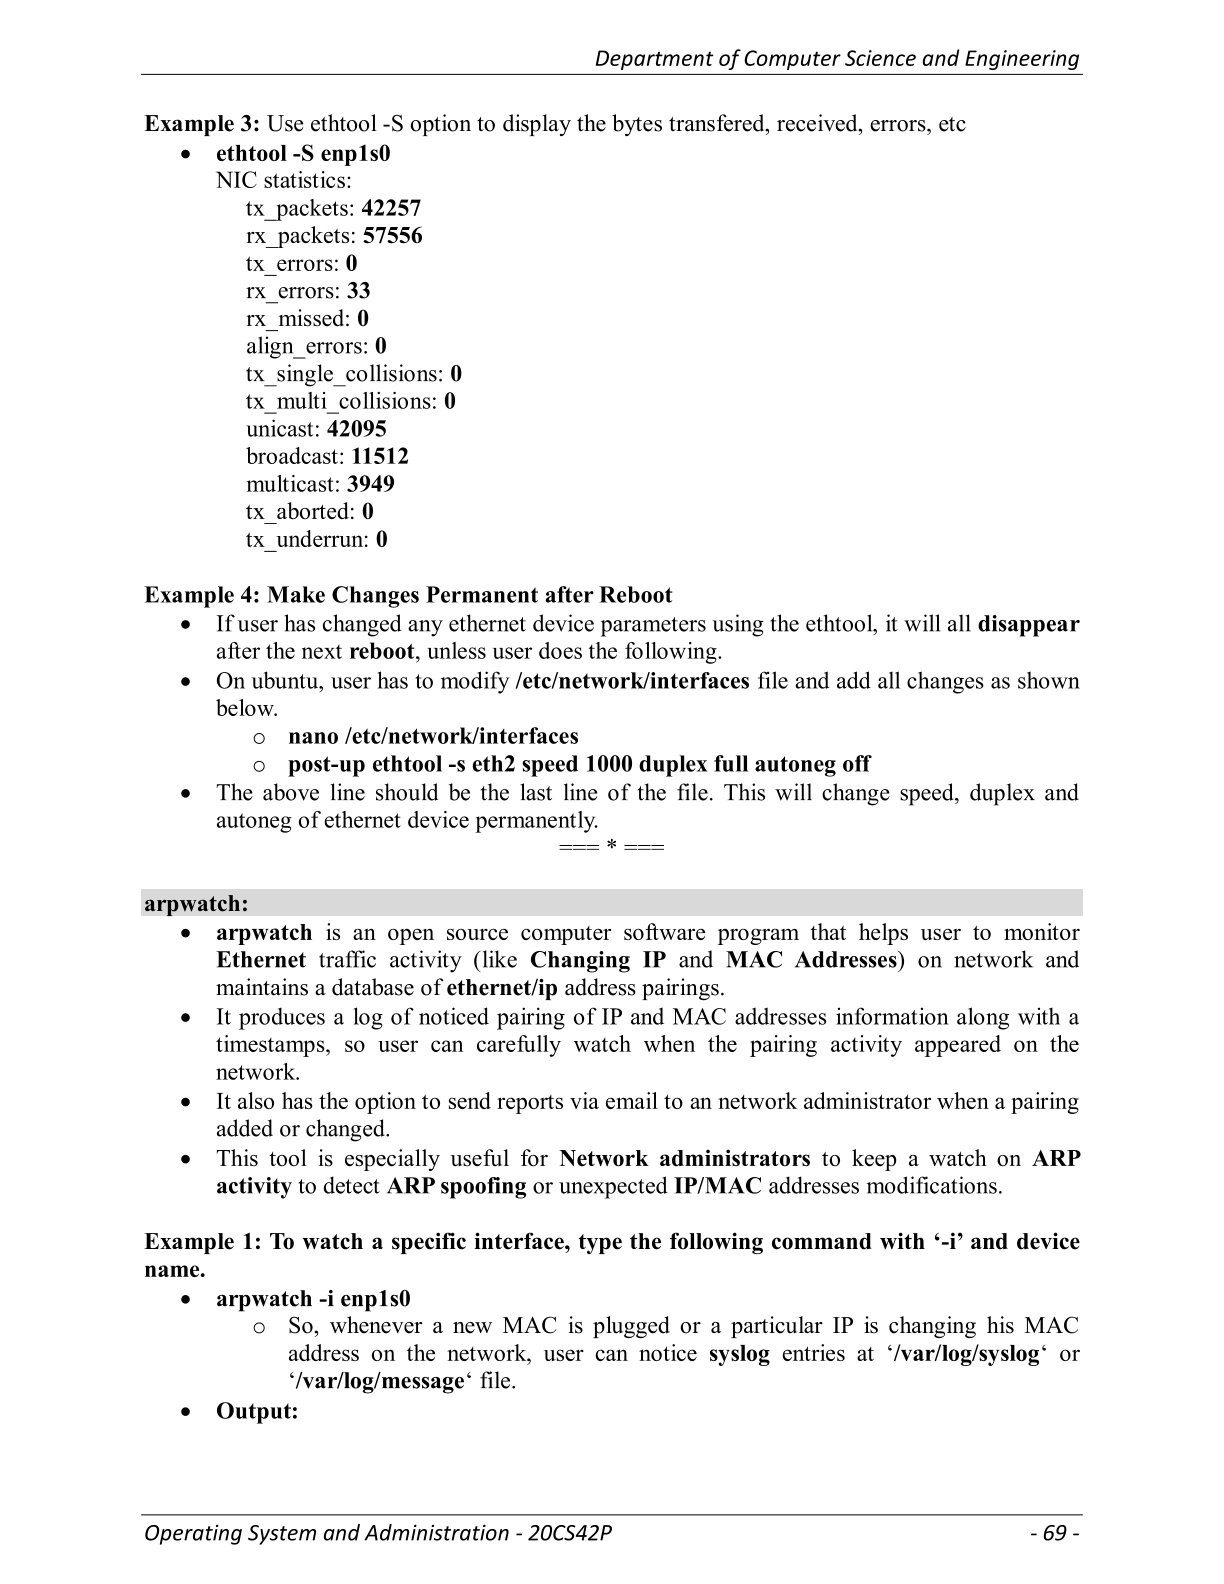 Department of Computer Science and Engineering
Example 3: Use ethtool -S option to display the bytes transfered, received, errors, etc
• ethtool -S enp1s0
NIC statistics:
tx_packets: 42257
rx_packets: 57556
tx_errors: 0
rx_errors: 33
rx_missed: 0
align_errors: 0
tx_single_collisions: 0
tx_multi_collisions: 0
unicast: 42095
broadcast: 11512
multicast: 3949
tx_aborted: 0
tx_underrun: 0
Example 4: Make Changes Permanent after Reboot
• If user has changed any ethernet device parameters using the ethtool, it will all disappear
after the next reboot, unless user does the following.
• On ubuntu, user has to modify /etc/network/interfaces file and add all changes as shown
below.
o nano /etc/network/interfaces
o post-up ethtool -s eth2 speed 1000 duplex full autoneg off
• The above line should be the last line of the file. This will change speed, duplex and
autoneg of ethernet device permanently.
=== * ===
arpwatch:
• arpwatch is an open source computer software program that helps user to monitor
Ethernet traffic activity (like Changing IP and MAC Addresses) on network and
maintains a database of ethernet/ip address pairings.
• It produces a log of noticed pairing of IP and MAC addresses information along with a
timestamps, so user can carefully watch when the pairing activity appeared on the
network.
• It also has the option to send reports via email to an network administrator when a pairing
added or changed.
• This tool is especially useful for Network administrators to keep a watch on ARP
activity to detect ARP spoofing or unexpected IP/MAC addresses modifications.
Example 1: To watch a specific interface, type the following command with ‘-i’ and device
name.
• arpwatch -i enp1s0
o So, whenever a new MAC is plugged or a particular IP is changing his MAC
address on the network, user can notice syslog entries at ‘/var/log/syslog‘ or
‘/var/log/message‘ file.
• Output:
Operating System and Administration - 20CS42P - 69 -